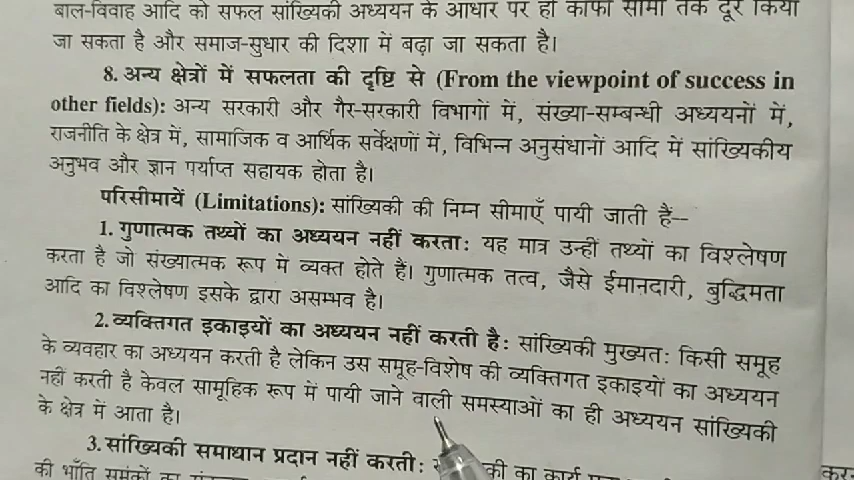 बाल-विवाह आदि को सफल सांख्यिकी अध्ययन के आधार पर ही काफी सीमा तक दूर किया
जा सकता है और समाज-सुधार की दिशा में बढ़ा जा सकता है।
8. अन्य क्षेत्रों में सफलता की दृष्टि से (From the viewpoint of success in
other fields): अन्य सरकारी और गैर-सरकारी विभागों में, संख्या-सम्बन्धी अध्ययनों में,
राजनीति के क्षेत्र में, सामाजिक व आर्थिक सर्वेक्षणों में, विभिन्न अनुसंधानों आदि में सांख्यिकीय
अनुभव और ज्ञान पर्याप्त सहायक होता है।
परिसीमायें (Limitations): सांख्यिकी की निम्न सीमाएँ पायी जाती हैं--
1. गुणात्मक तथ्यों का अध्ययन नहीं करता: यह मात्र उन्हीं तथ्यों का विश्लेषण
करता है जो संख्यात्मक रूप में व्यक्त होते हैं। गुणात्मक तत्व, जैसे ईमानदारी, बुद्धिमता
आदि का विश्लेषण इसके द्वारा असम्भव है।
2. व्यक्तिगत इकाइयों का अध्ययन नहीं करती है: सांख्यिकी मुख्यतः किसी समूह
के व्यवहार का अध्ययन करती है लेकिन उस समूह-विशेष की व्यक्तिगत इकाइयों का अध्ययन
नहीं करती है केवल सामूहिक रूप में पायी जाने वाली समस्याओं का ही अध्ययन सांख्यिकी
के क्षेत्र में आता है।
3. सांख्यिकी समाधान प्रदान नहीं करती: की का कार्य
की भाँति समंकों का